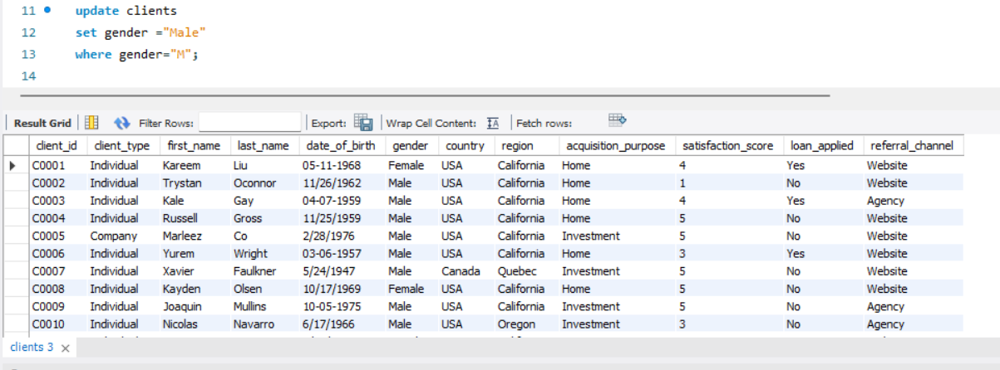 11 update clients
12 set gender ="Male"
13 where gender="M";
14
Result Grid Filter Rows: Export: Wrap Cell Content: Fetch rows:
client_id client_type first_name last_name date_of_birth gender country region acquisition_purpose satisfaction_score loan_applied referral_channel
C0001 Individual Kareem Liu 05-11-1968 Female USA California Home 4 Yes Website
C0002 Individual Trystan Oconnor 11/26/1962 Male USA California Home 1 No Website
C0003 Individual Kale Gay 04-07-1959 Male USA California Home 4 Yes Agency
C0004 Individual Russell Gross 11/25/1959 Male USA California Home 5 No Website
C0005 Company Marleez Co 2/28/1976 Male USA California Investment 5 No Website
C0006 Individual Yurem Wright 03-06-1957 Male USA California Home 3 Yes Website
C0007 Individual Xavier Faulkner 5/24/1947 Male Canada Quebec Investment 5 No Website
C0008 Individual Kayden Olsen 10/17/1969 Female USA California Home 5 No Website
C0009 Individual Joaquin Mullins 10-05-1975 Male USA California Investment 5 No Agency
C0010 Individual Nicolas Navarro 6/17/1966 Male USA Oregon Investment 3 No Agency
clients 3